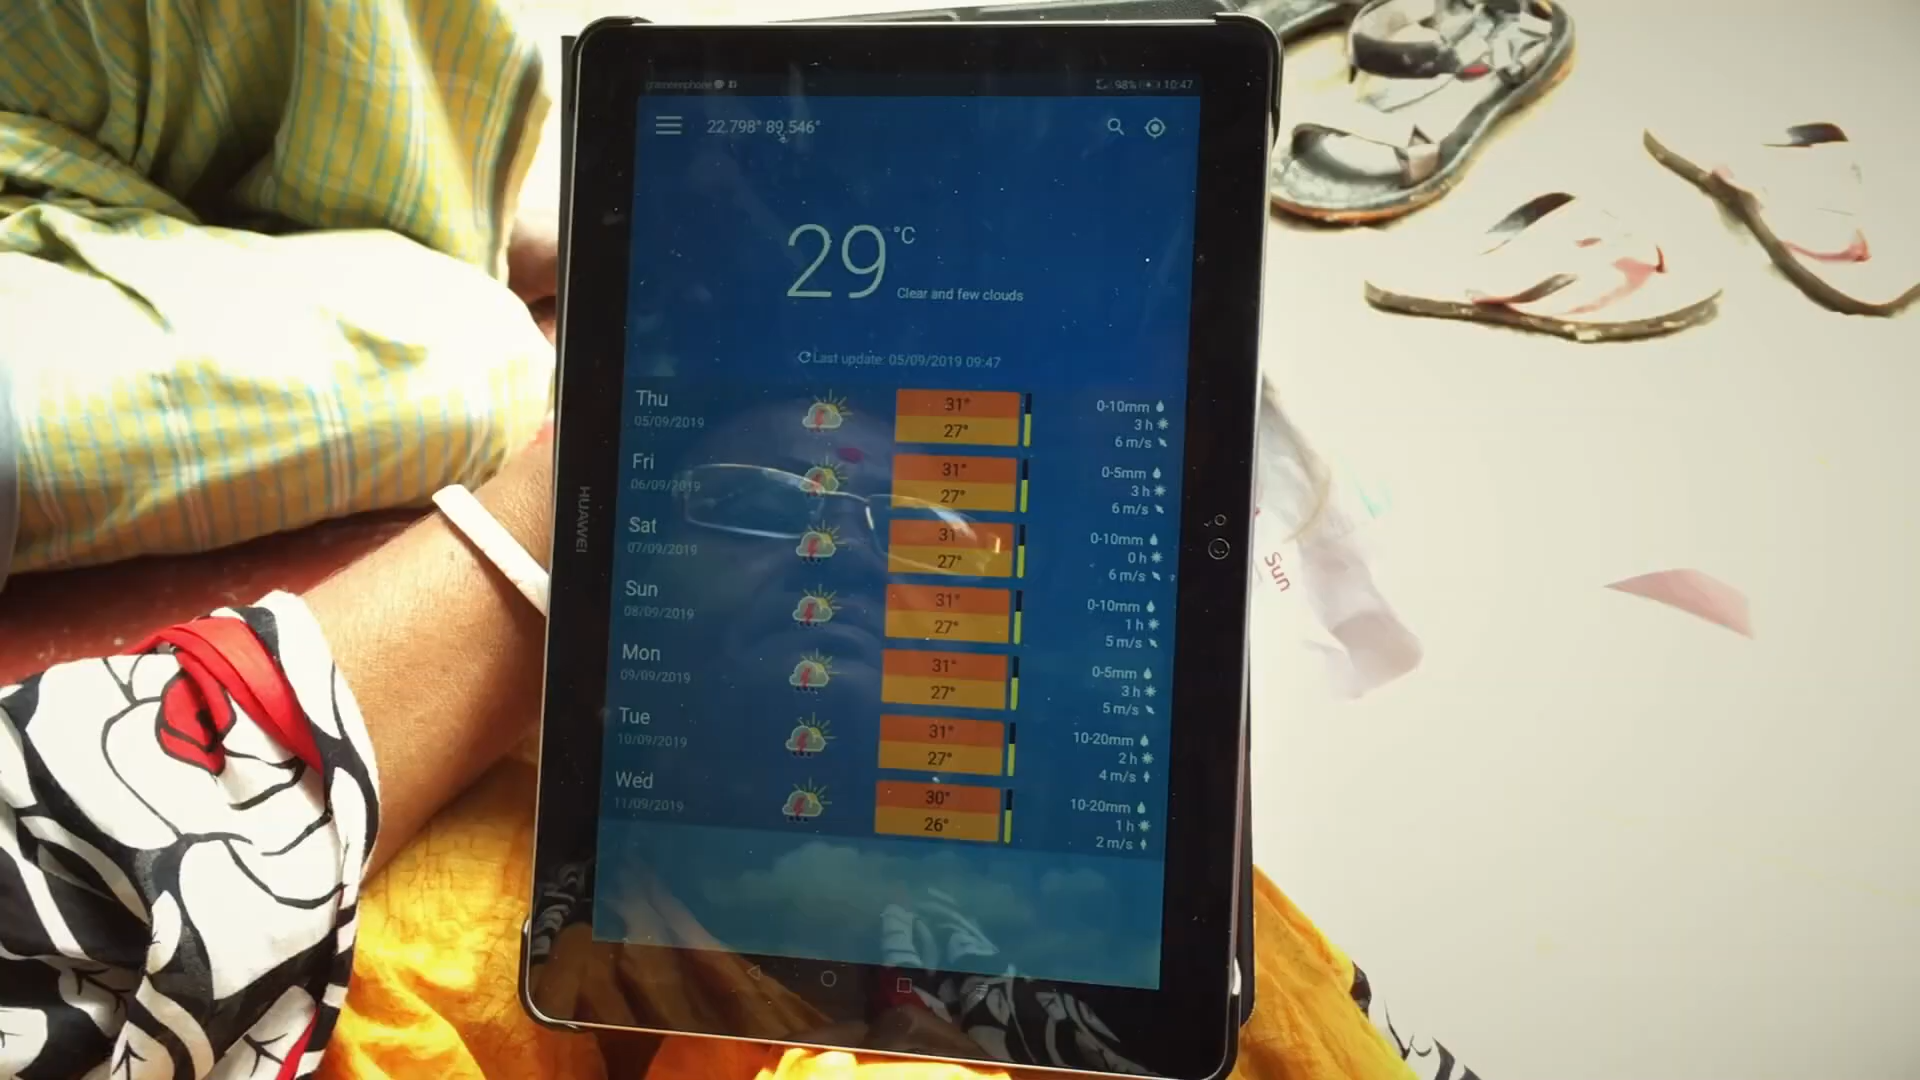 grameenphone 98% 10:47
22.798° 89.546°
29 °C
Clear and few clouds
Last update: 05/09/2019 09:47
Thu 31° 0-10mm
05/09/2019 27° 3 h
6 m/s
Fri 31° 0-5mm
06/09/2019 27° 3 h
6 m/s
Sat 31° 0-10mm
07/09/2019 27° 0 h
6 m/s
Sun 31° 0-10mm
08/09/2019 27° 1 h
5 m/s
Mon 31° 0-5mm
09/09/2019 27° 3 h
5 m/s
Tue 31° 10-20mm
10/09/2019 27° 2 h
4 m/s
Wed 30° 10-20mm
11/09/2019 26° 1 h
2 m/s
HUAWEI
Sun